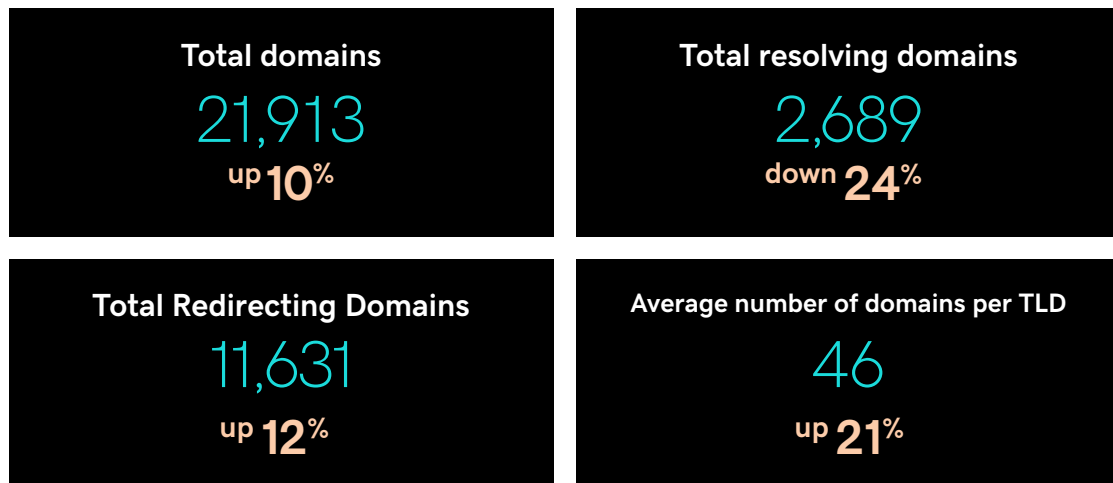 Total domains
21,913
up 10%
Total resolving domains
2,689
down 24%
Total Redirecting Domains
11,631
up 12%
Average number of domains per TLD
46
up 21%